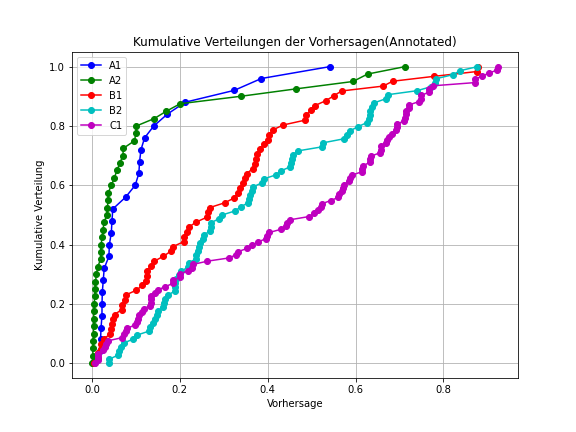 Kumulative Verteilungen der Vorhersagen(Annotated)
A1
A2
B1
B2
C1
1.0
0.8
0.6
0.4
0.2
0.0
Kumulative Verteilung
0.0 0.2 0.4 0.6 0.8
Vorhersage